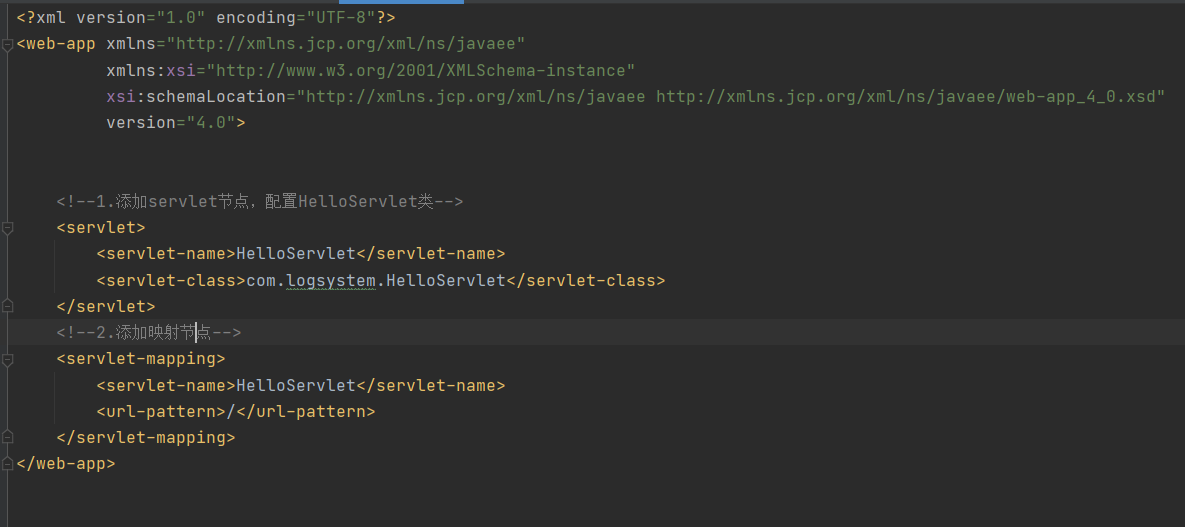 <?xml version="1.0" encoding="UTF-8"?>
<web-app xmlns="http://xmlns.jcp.org/xml/ns/javaee"
         xmlns:xsi="http://www.w3.org/2001/XMLSchema-instance"
         xsi:schemaLocation="http://xmlns.jcp.org/xml/ns/javaee http://xmlns.jcp.org/xml/ns/javaee/web-app_4_0.xsd"
         version="4.0">
    <!--1.添加servlet节点，配置HelloServlet类-->
    <servlet>
        <servlet-name>HelloServlet</servlet-name>
        <servlet-class>com.logsystem.HelloServlet</servlet-class>
    </servlet>
    <!--2.添加映射节点-->
    <servlet-mapping>
        <servlet-name>HelloServlet</servlet-name>
        <url-pattern>/</url-pattern>
    </servlet-mapping>
</web-app>